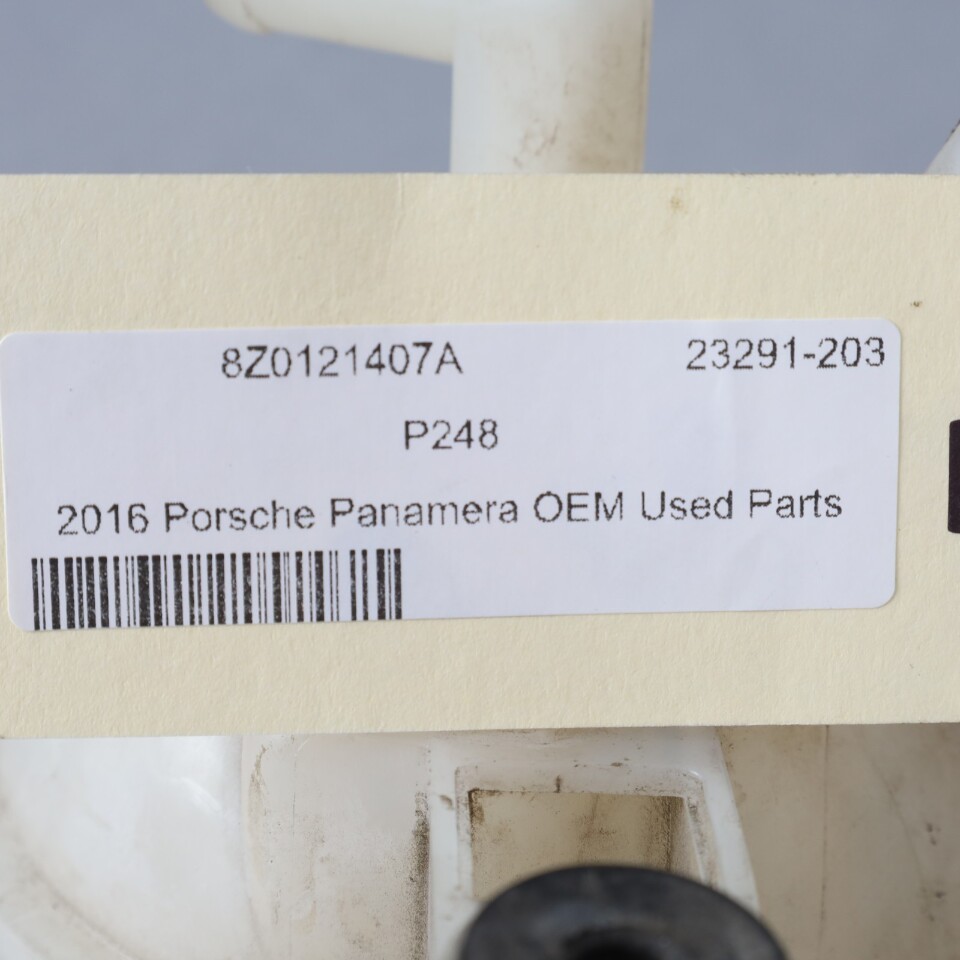 8Z0121407A 23291-203
P248
2016 Porsche Panamera OEM Used Parts